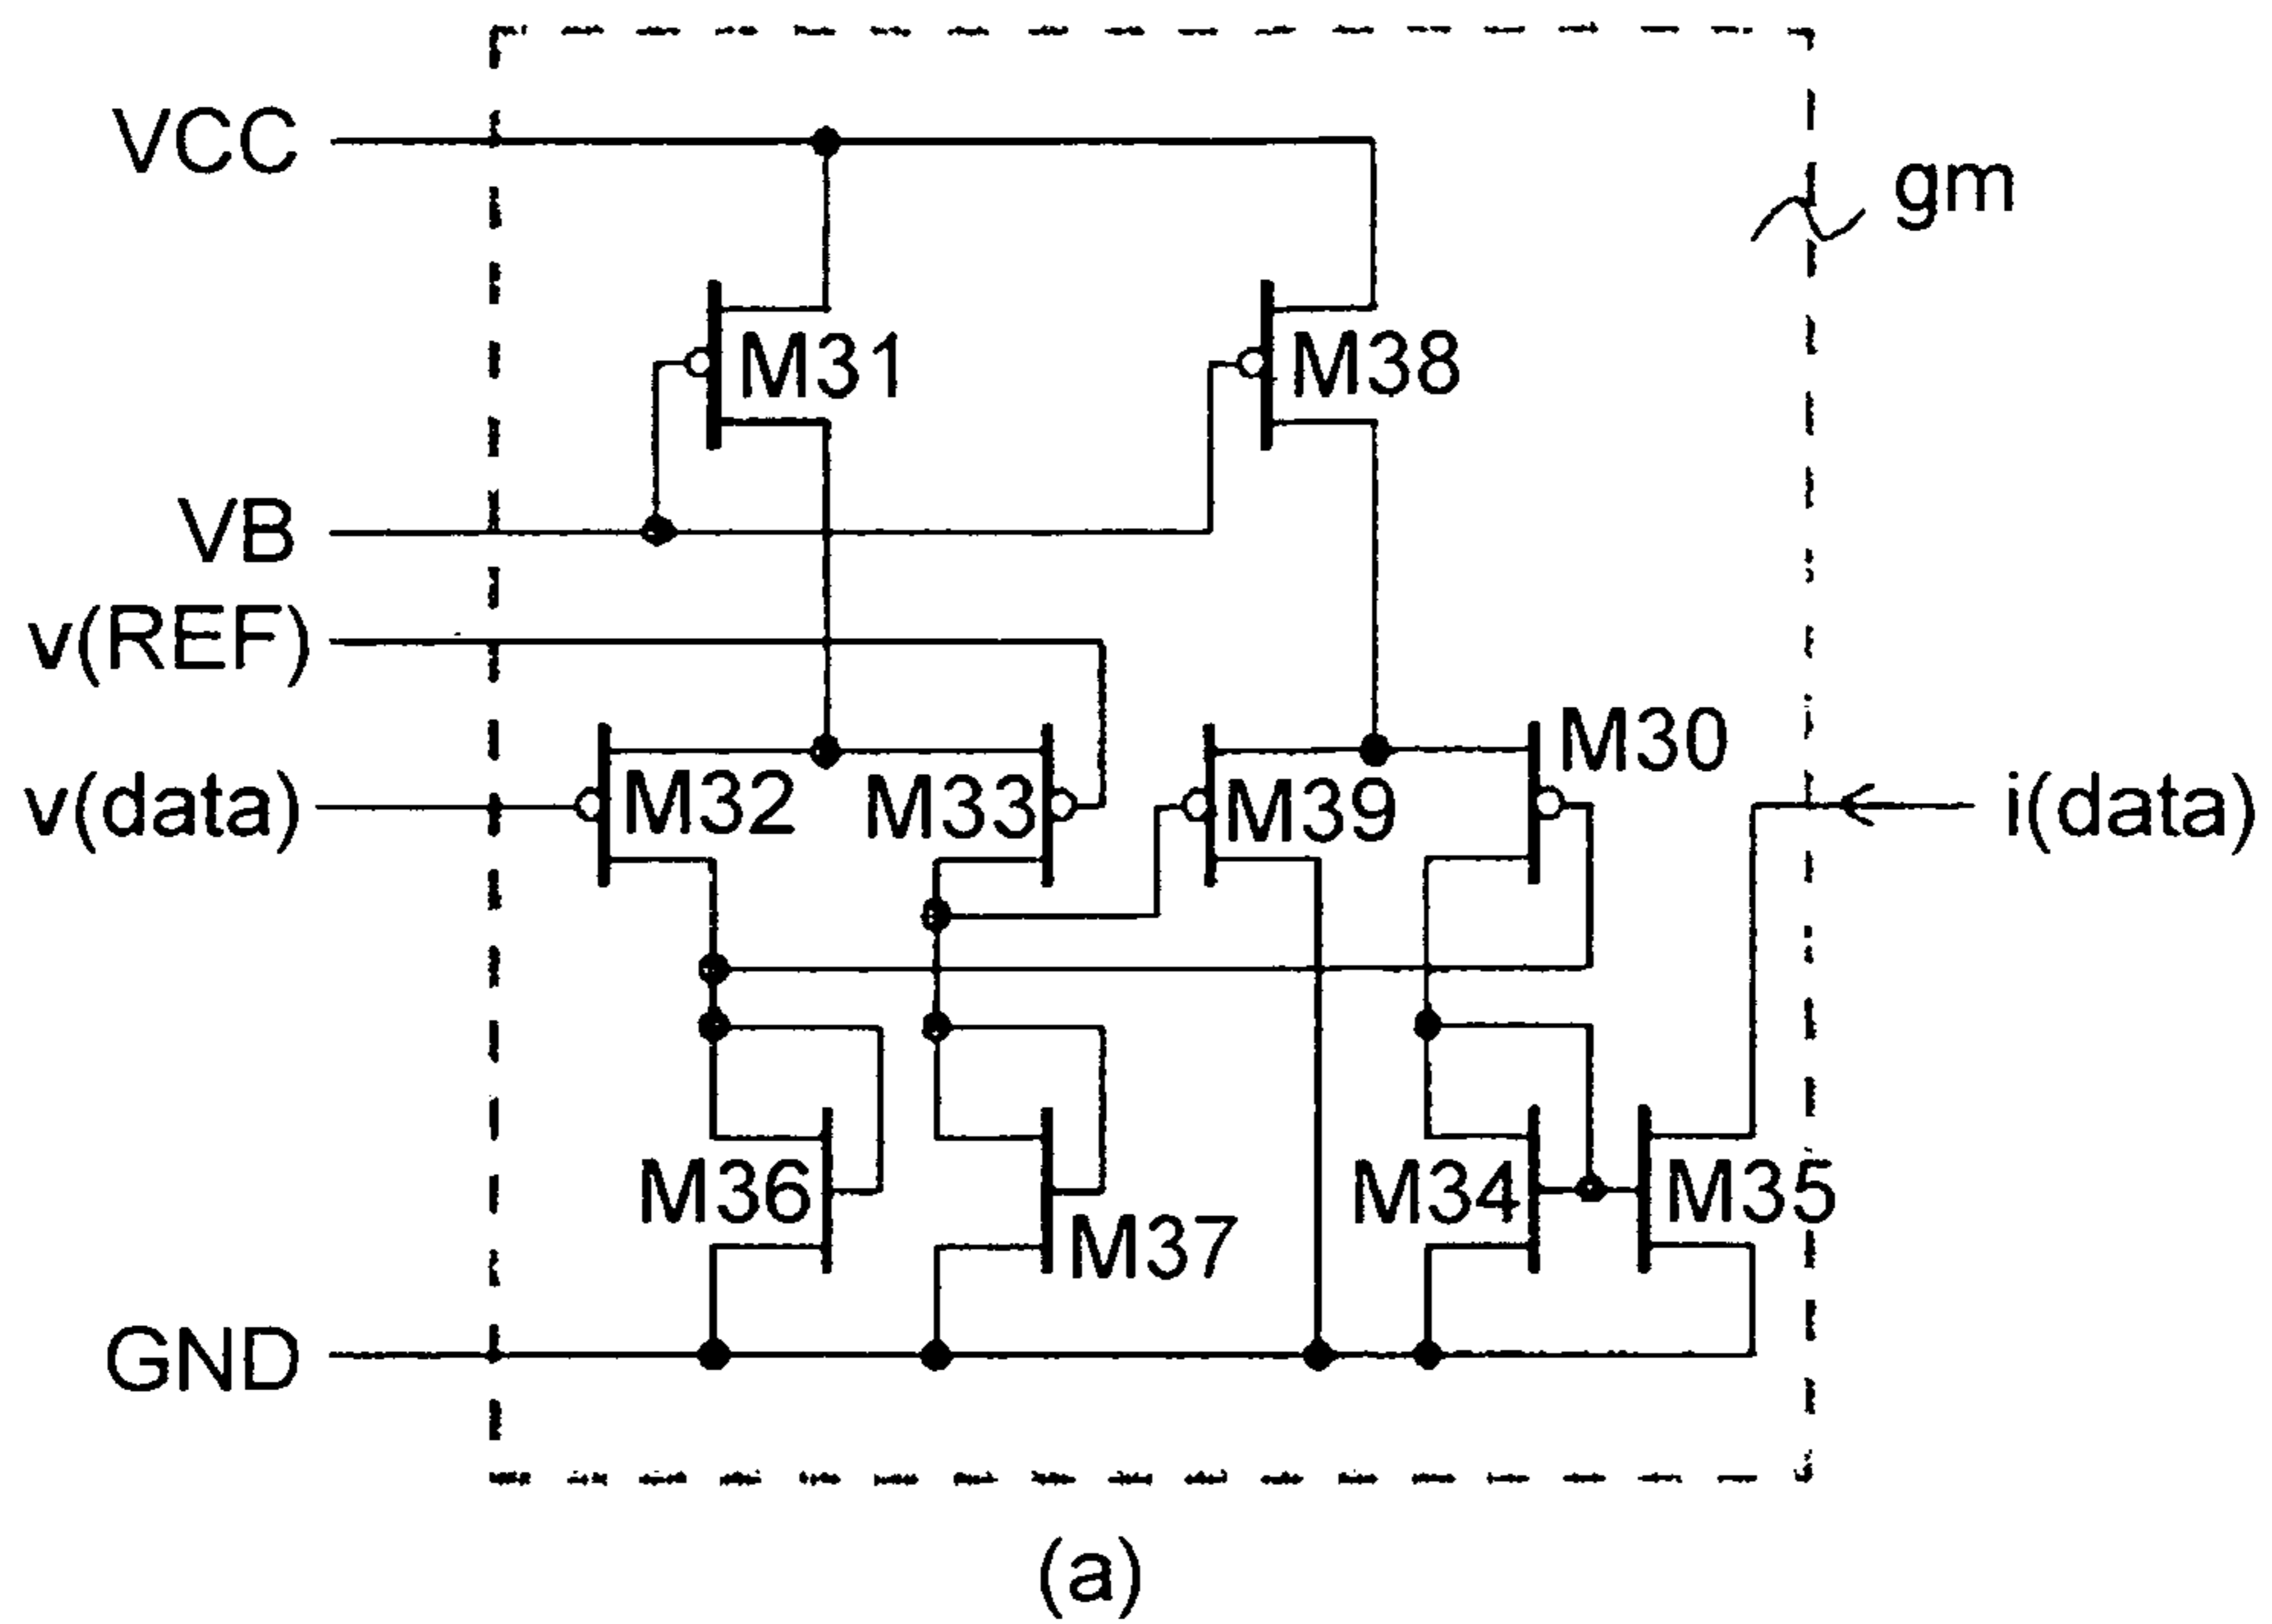 VCC
gm
M31
M38
VB
v(REF)
M30
v(data)
M32
M33
M39
i(data)
M36
M37
M34
M35
GND
(a)